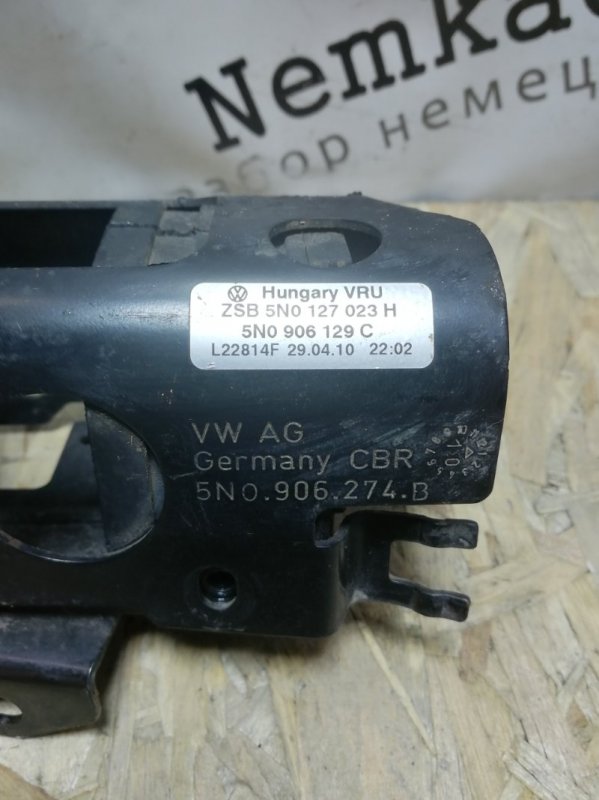 Nemka
забор немец
Hungary VRU
ZSB 5N0 127 023 H
5N0 906 129 C
L22814F 29.04.10 22:02
VW AG
Germany CBR
5N0.906.274.B